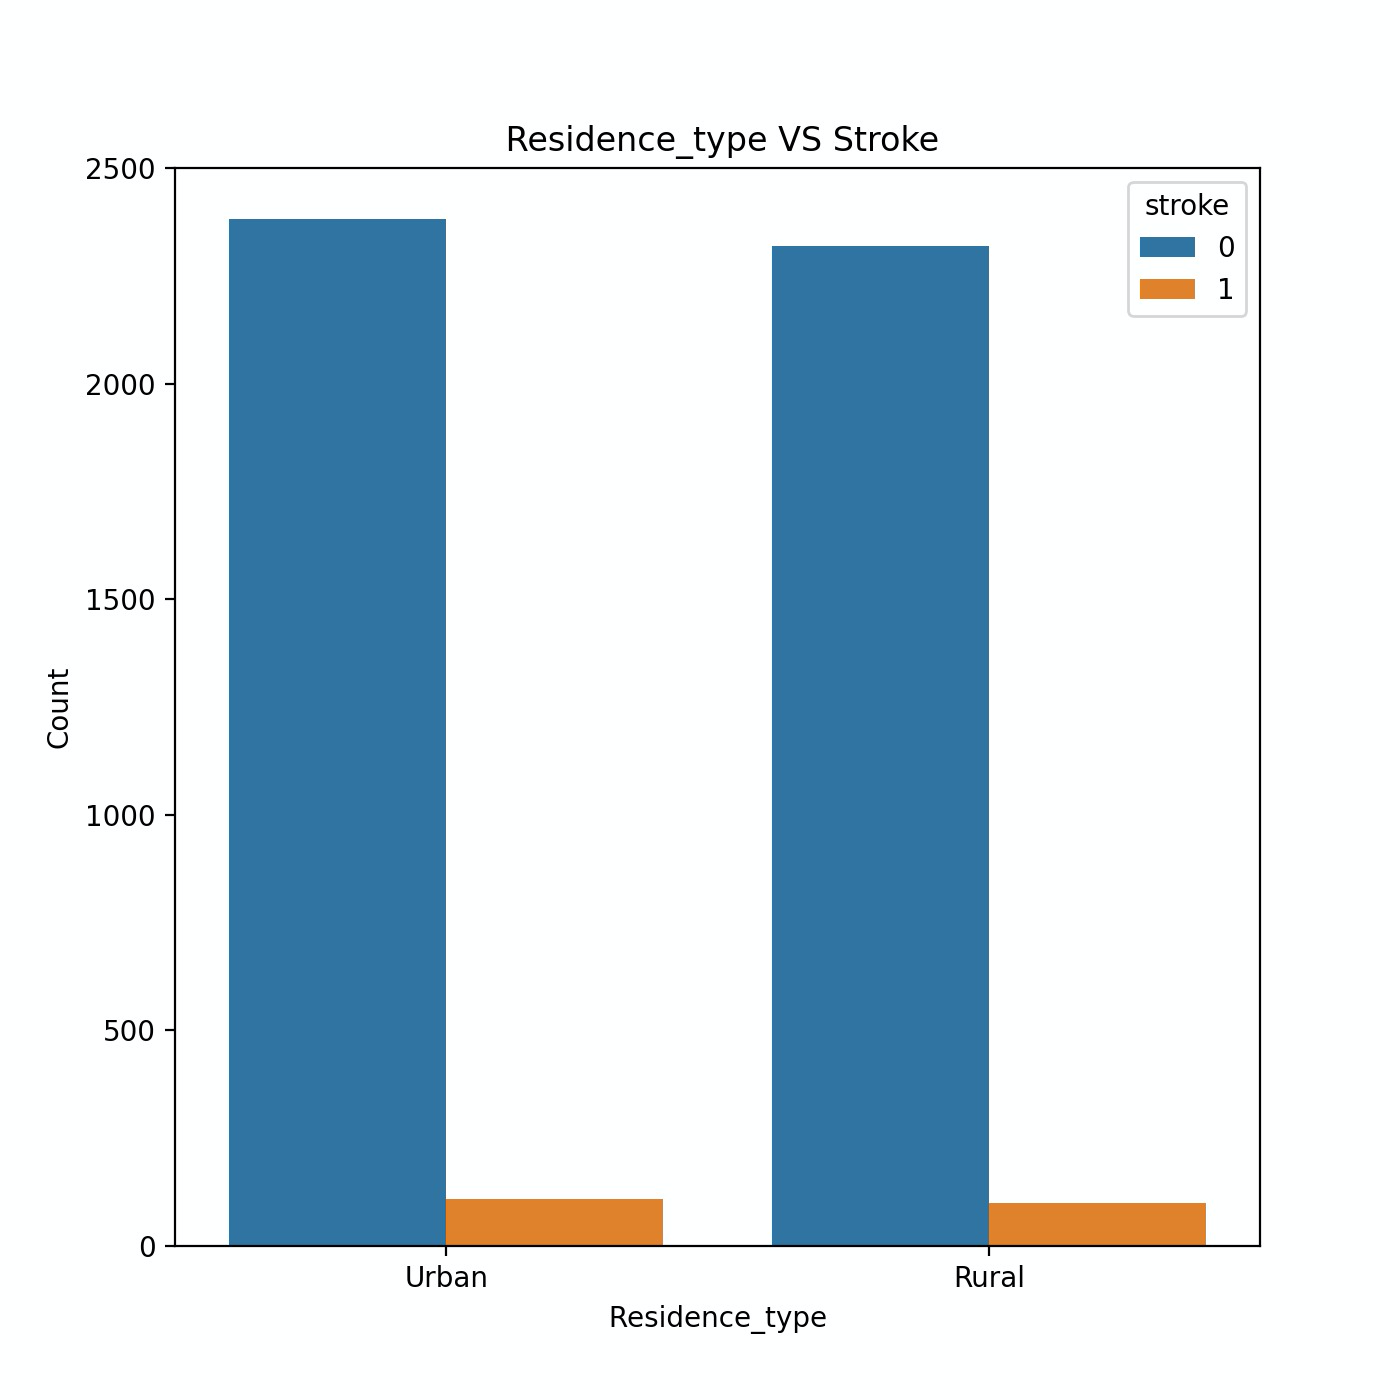 Residence_type VS Stroke
2500
2000
1500
1000
500
0
Count
stroke
0
1
Urban
Rural
Residence_type